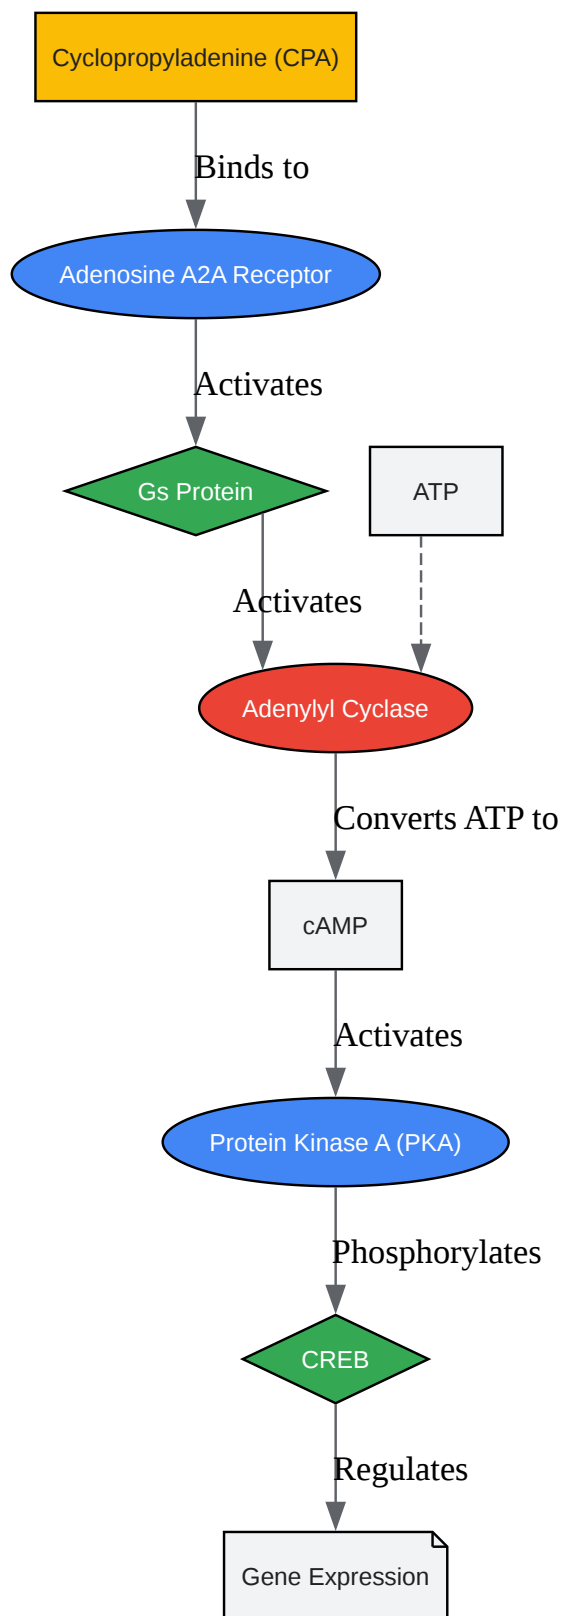 Cyclopropyladenine (CPA)
Binds to
Adenosine A2A Receptor
Activates
Gs Protein
ATP
Activates
Adenylyl Cyclase
Converts ATP to
cAMP
Activates
Protein Kinase A (PKA)
Phosphorylates
CREB
Regulates
Gene Expression